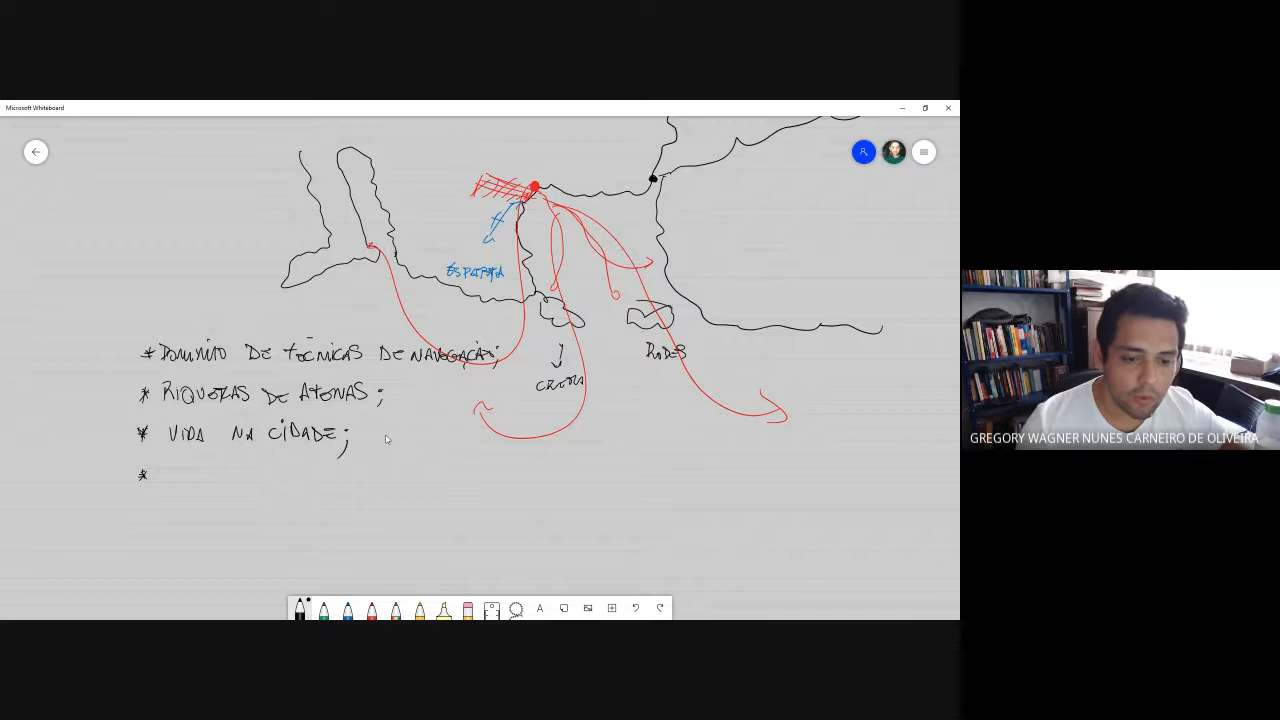 Microsoft Whiteboard
ESPARTA
* DOMINIO DE TÉCNICAS DE NAVEGAÇÃO;
RODES
CRETA
* RIQUEZAS DE ATENAS;
* VIDA NA CIDADE;
*
GREGORY WAGNER NUNES CARNEIRO DE OLIVEIRA
A